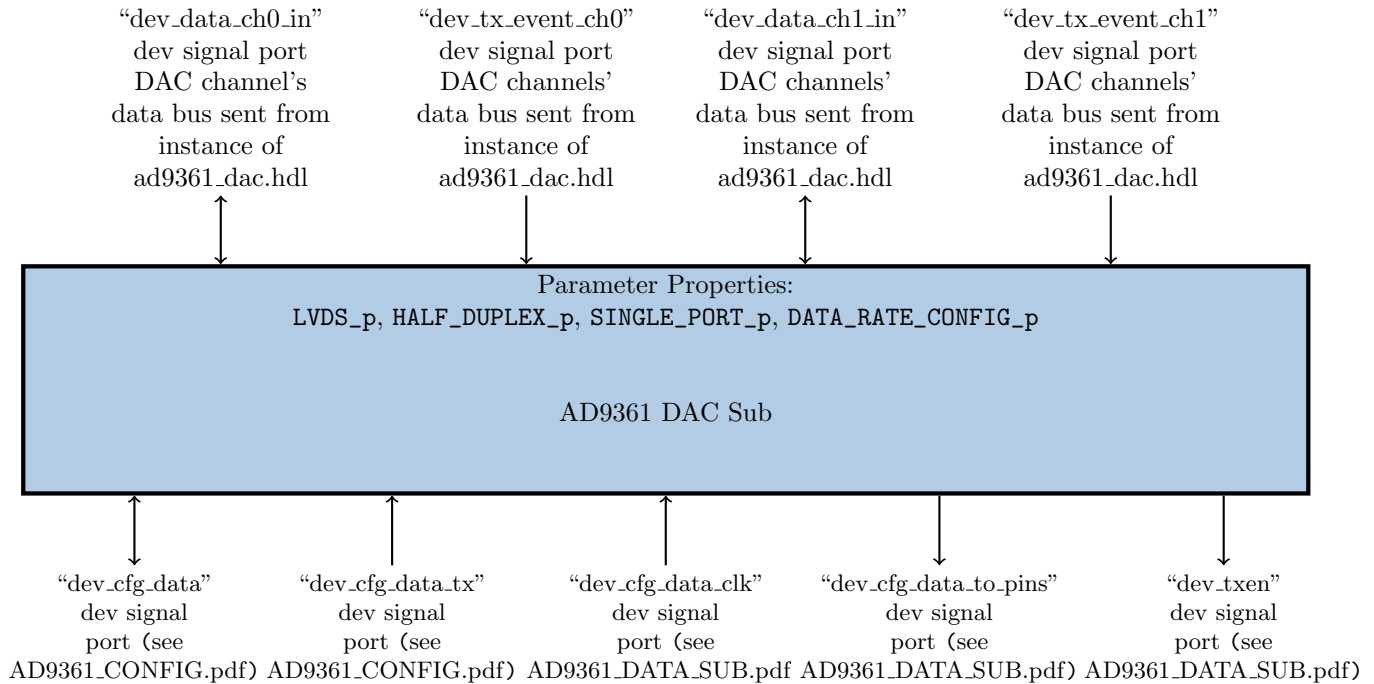 “dev_data_ch0_in”
dev signal port
DAC channel's
data bus sent from
instance of
ad9361_dac.hdl
“dev_tx_event_ch0”
dev signal port
DAC channels’
data bus sent from
instance of
ad9361_dac.hdl
“dev_data_ch1_in”
dev signal port
DAC channels’
data bus sent from
instance of
ad9361_dac.hdl
“dev_tx_event_ch1”
dev signal port
DAC channels’
data bus sent from
instance of
ad9361_dac.hdl
Parameter Properties:
LVDS_p, HALF_DUPLEX_p, SINGLE_PORT_p, DATA_RATE_CONFIG_p
AD9361 DAC Sub
“dev_cfg_data”
dev signal
port (see
AD9361_CONFIG.pdf)
“dev_cfg_data_tx”
dev signal
port (see
AD9361_CONFIG.pdf)
“dev_cfg_data_clk”
dev signal
port (see
AD9361_DATA_SUB.pdf
“dev_cfg_data_to_pins”
dev signal
port (see
AD9361_DATA_SUB.pdf)
“dev_txen”
dev signal
port (see
AD9361_DATA_SUB.pdf)